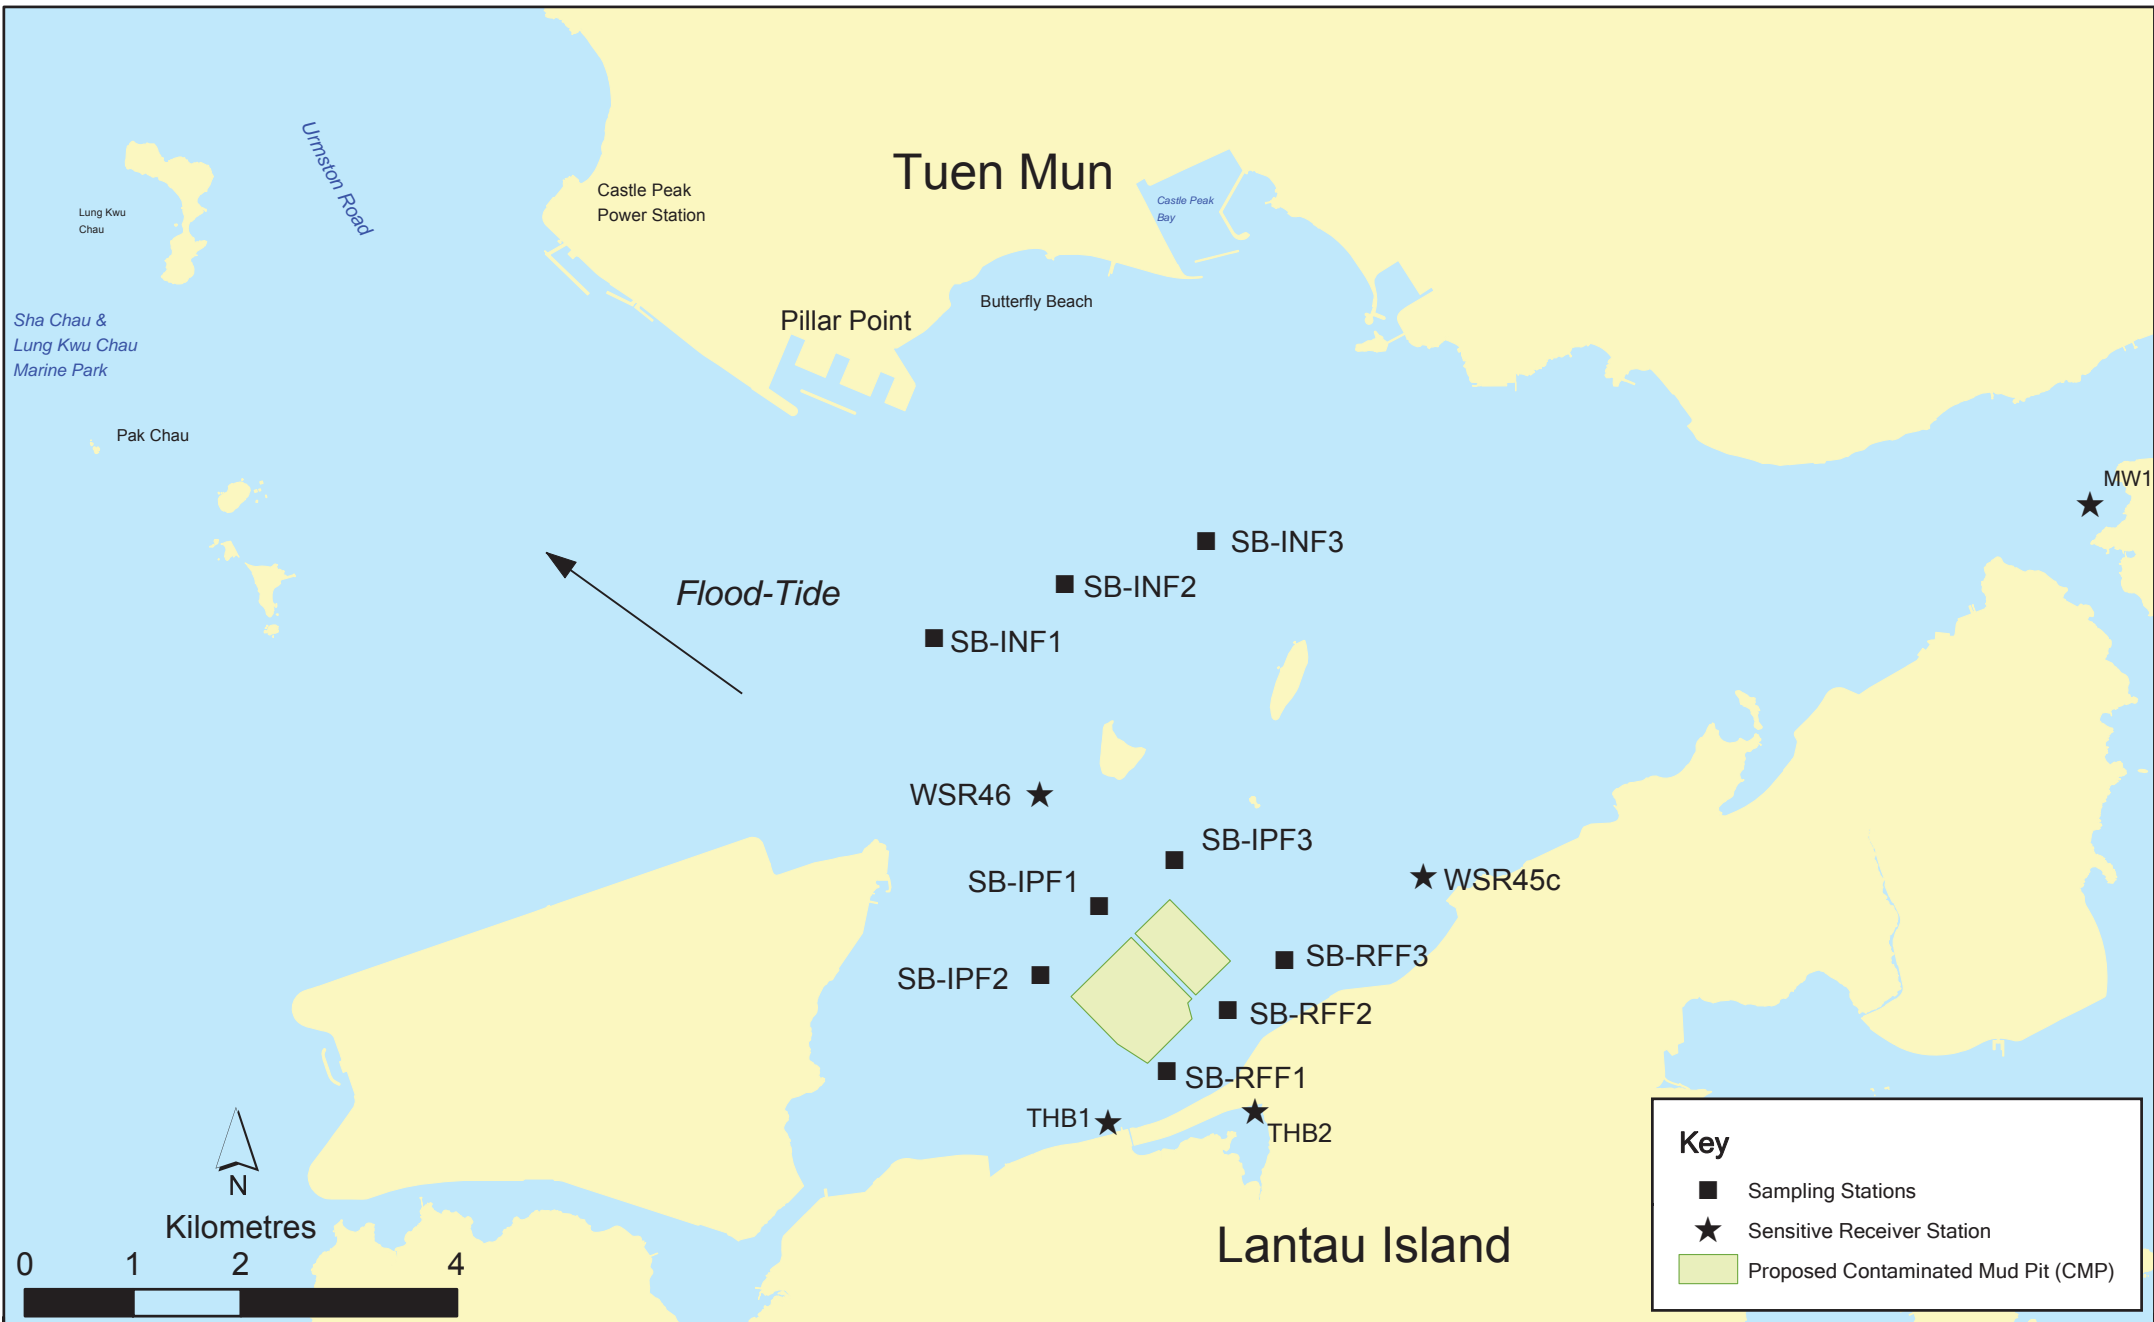 Tuen Mun
Urmston Road
Castle Peak
Power Station
Castle Peak
Bay
Lung Kwu
Chau
Butterfly Beach
Pillar Point
Sha Chau &
Lung Kwu Chau
Marine Park
Pak Chau
MW1
SB-INF3
SB-INF2
Flood-Tide
SB-INF1
WSR46
SB-IPF3
SB-IPF1
WSR45c
SB-RFF3
SB-IPF2
SB-RFF2
SB-RFF1
THB1
THB2
N
Kilometres
0 1 2 4
Lantau Island
Key
Sampling Stations
Sensitive Receiver Station
Proposed Contaminated Mud Pit (CMP)